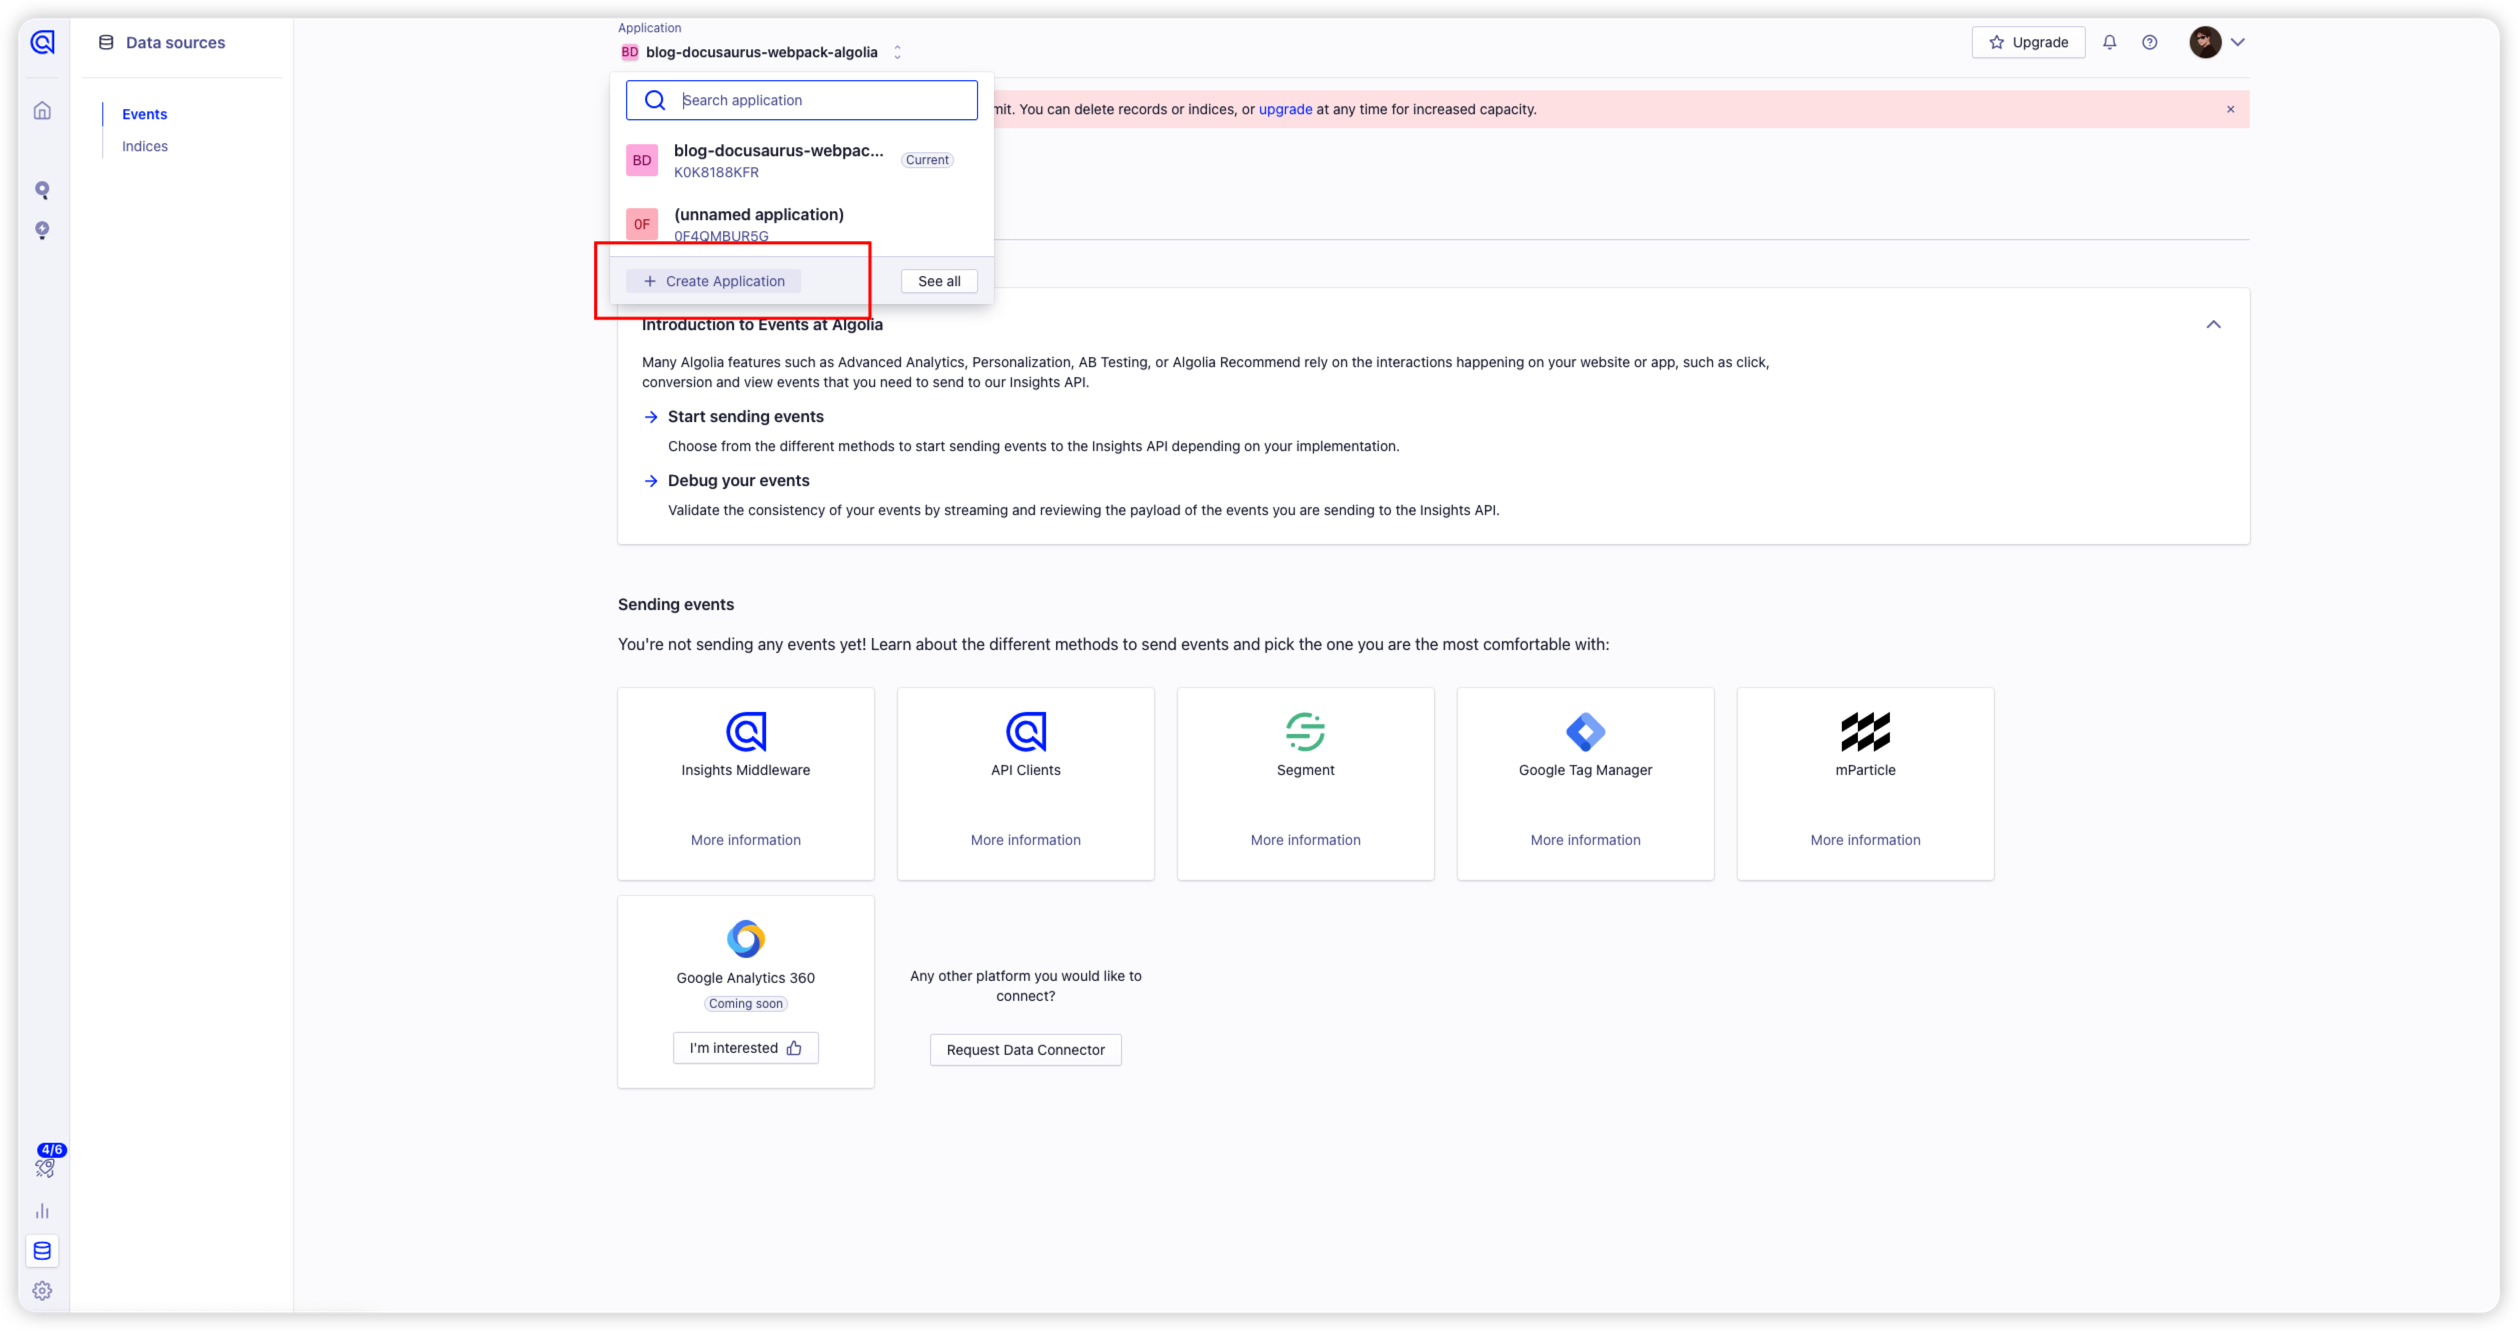 Data sources
Events
Indices
Application
BD blog-docusaurus-webpack-algolia
Upgrade
Search application
mit. You can delete records or indices, or upgrade at any time for increased capacity.
BD
blog-docusaurus-webpac...
K0K8188KFR
Current
0F
(unnamed application)
0F4QMBUR5G
Create Application
See all
Introduction to Events at Algolia
Many Algolia features such as Advanced Analytics, Personalization, AB Testing, or Algolia Recommend rely on the interactions happening on your website or app, such as click,
conversion and view events that you need to send to our Insights API.
Start sending events
Choose from the different methods to start sending events to the Insights API depending on your implementation.
Debug your events
Validate the consistency of your events by streaming and reviewing the payload of the events you are sending to the Insights API.
Sending events
You're not sending any events yet! Learn about the different methods to send events and pick the one you are the most comfortable with:
Insights Middleware
More information
API Clients
More information
Segment
More information
Google Tag Manager
More information
mParticle
More information
Google Analytics 360
Coming soon
I'm interested
Any other platform you would like to
connect?
Request Data Connector
4/6